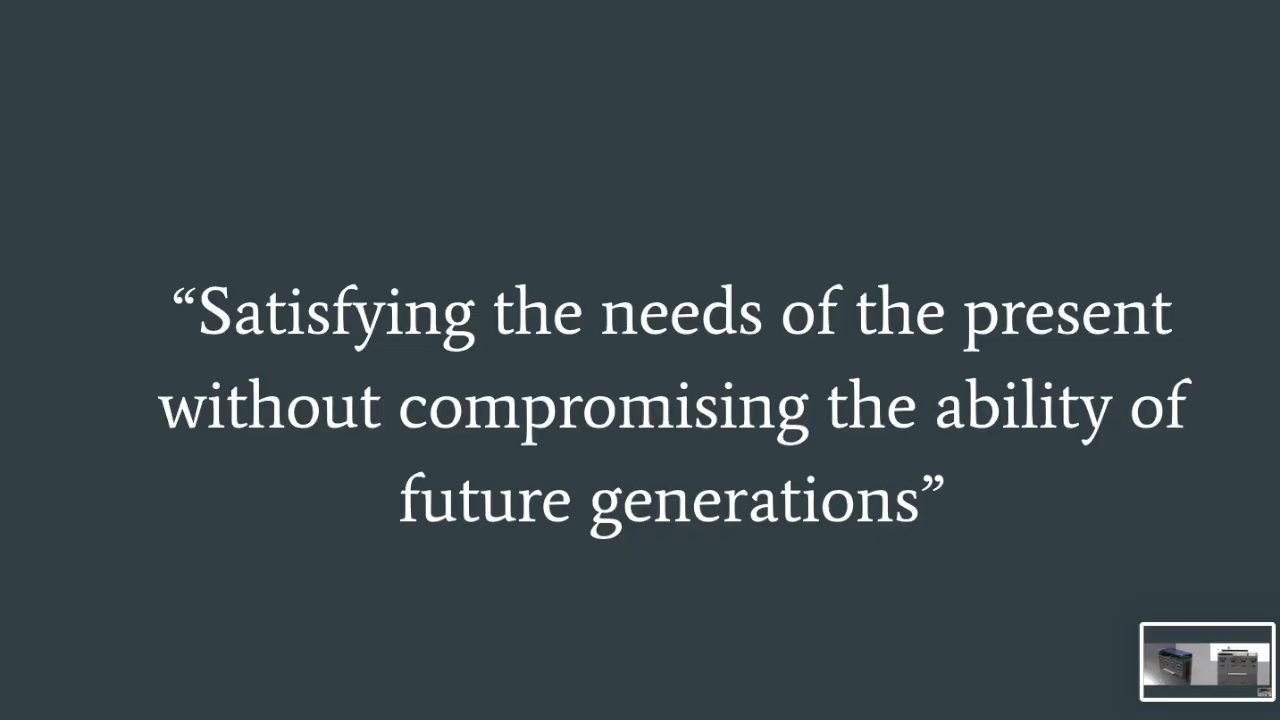 “Satisfying the needs of the present
without compromising the ability of
future generations”